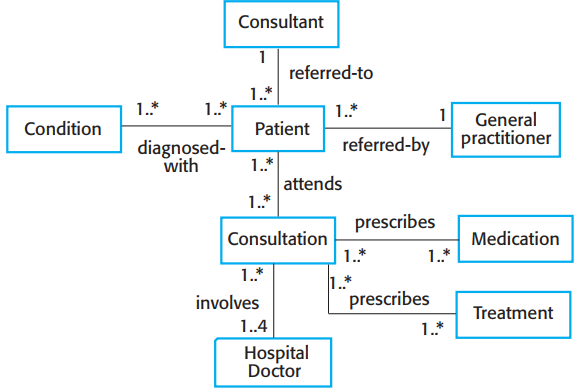 Consultant
1
referred-to
1..*
Condition
1..*
1..*
Patient
1..*
1
General
practitioner
diagnosed-
with
referred-by
1..*
attends
1..*
Consultation
prescribes
1..*
1..*
Medication
1..*
involves
1..4
1..*
prescribes
1..*
Treatment
Hospital
Doctor